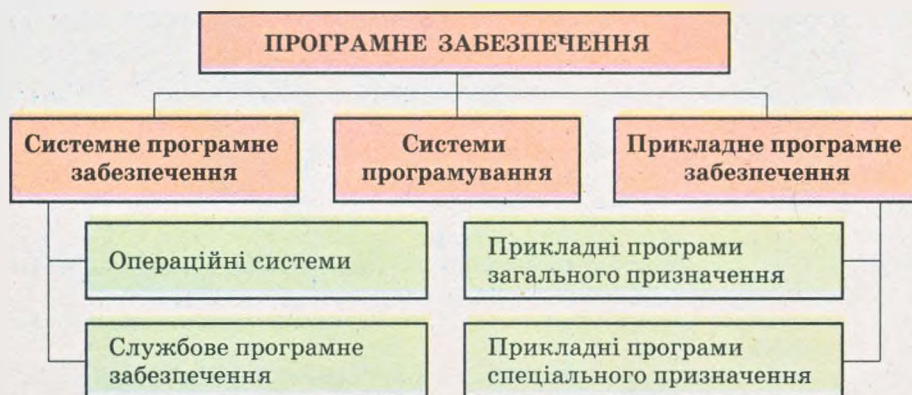 ПРОГРАМНЕ ЗАБЕЗПЕЧЕННЯ
Системне програмне
забезпечення
Системи
програмування
Прикладне програмне
забезпечення
Операційні системи
Службове програмне
забезпечення
Прикладні програми
загального призначення
Прикладні програми
спеціального призначення